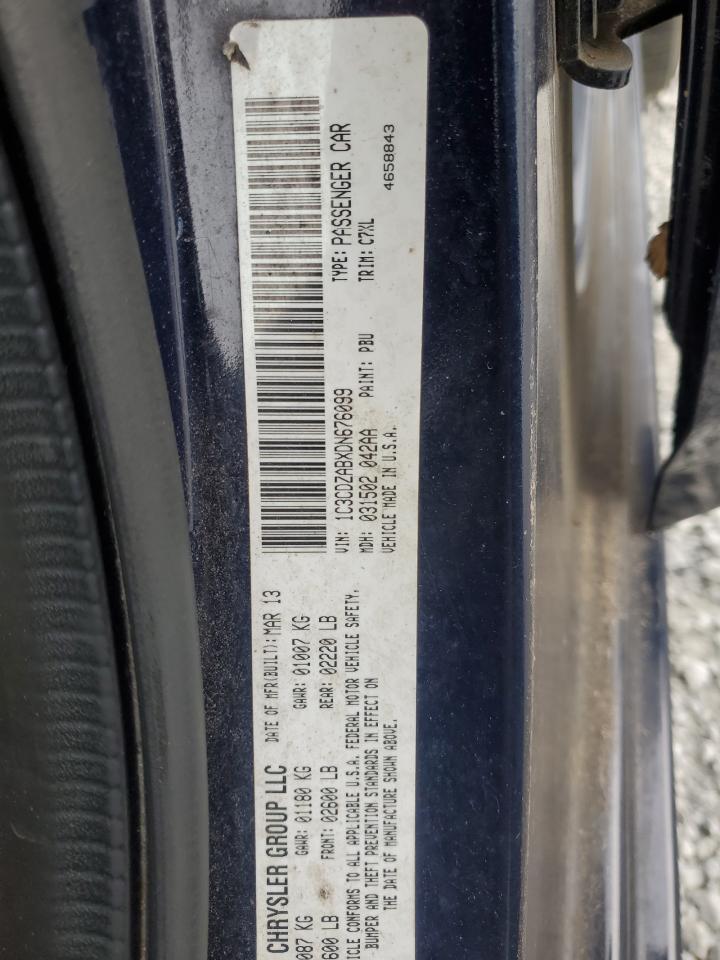 CHRYSLER GROUP LLC
DATE OF MFR(BUILT): MAR 13
087 KG
GAWR: 01180 KG
GAWR: 01007 KG
600 LB
FRONT: 02600 LB
REAR: 02220 LB
ICLE CONFORMS TO ALL APPLICABLE U.S.A. FEDERAL MOTOR VEHICLE SAFETY,
BUMPER AND THEFT PREVENTION STANDARDS IN EFFECT ON
THE DATE OF MANUFACTURE SHOWN ABOVE.
VIN: 1C3CDZABXDN676099
TYPE: PASSENGER CAR
MDH: 031502 042AA
PAINT: PBU
TRIM: C7XL
VEHICLE MADE IN U.S.A.
4658843